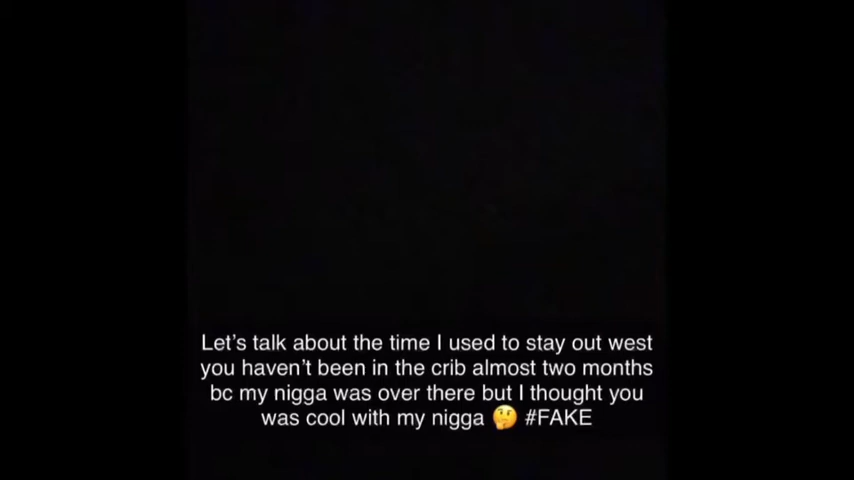 Let's talk about the time I used to stay out west
you haven't been in the crib almost two months
bc my nigga was over there but I thought you
was cool with my nigga 🤔 #FAKE